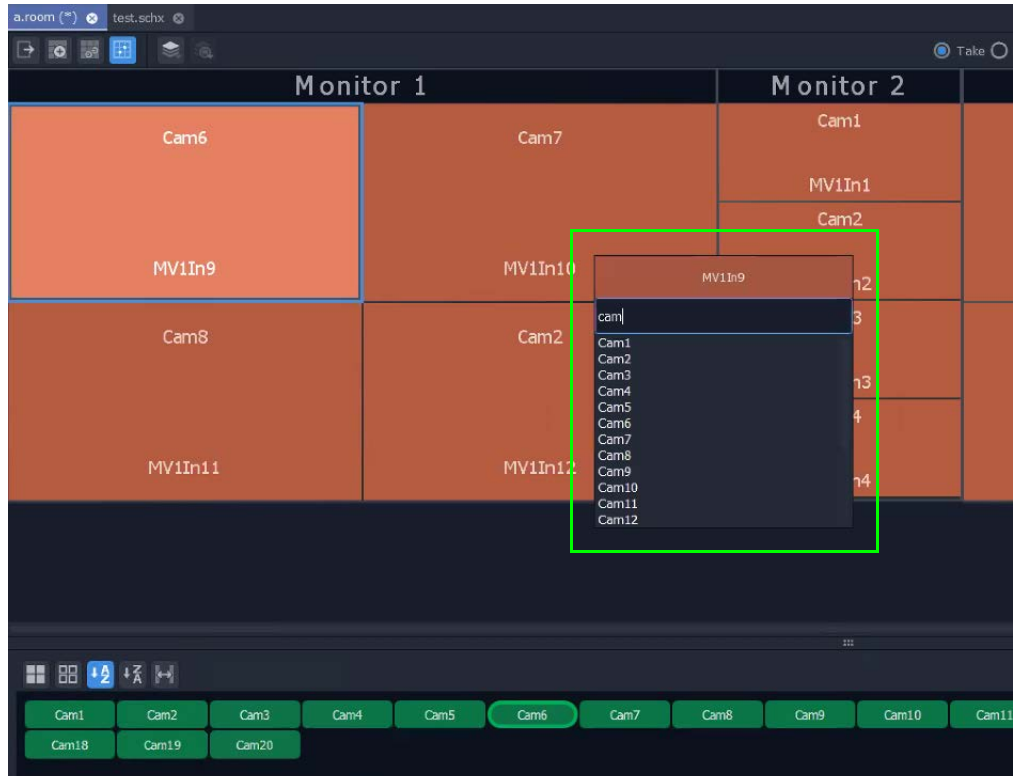 a.room (*) test.schx
Take
Monitor 1 Monitor 2
Cam6 Cam7 Cam1
MV1In1
Cam2
MV1In9 MV1In10
MV1In9
n2
cam
3
Cam8 Cam2
Cam1
Cam2
Cam3
n3
Cam4
Cam5
4
Cam6
Cam7
Cam8
MV1In11 MV1In12
Cam9
n4
Cam10
Cam11
Cam12
Cam1 Cam2 Cam3 Cam4 Cam5 Cam6 Cam7 Cam8 Cam9 Cam10 Cam11
Cam18 Cam19 Cam20